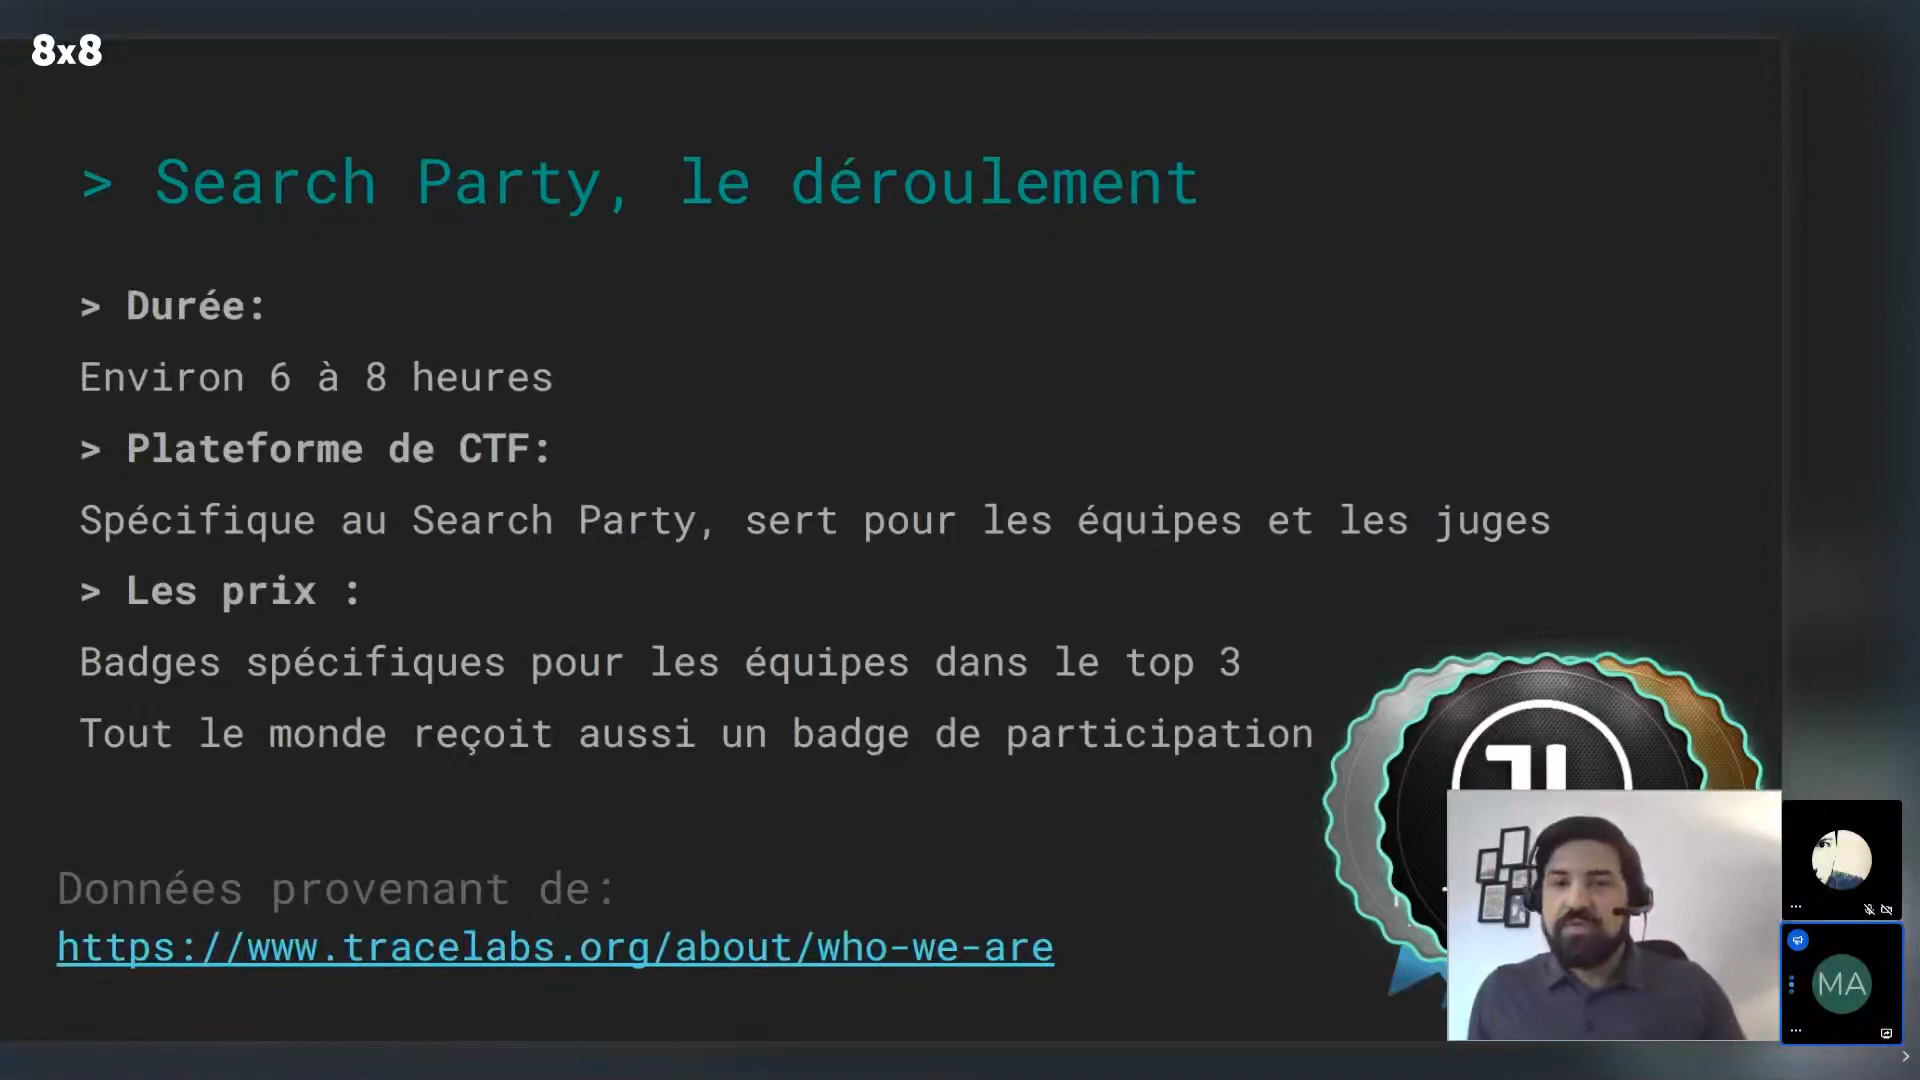 8x8
> Search Party, le déroulement
> Durée:
Environ 6 à 8 heures
> Plateforme de CTF:
Spécifique au Search Party, sert pour les équipes et les juges
> Les prix :
Badges spécifiques pour les équipes dans le top 3
Tout le monde reçoit aussi un badge de participation
Données provenant de:
https://www.tracelabs.org/about/who-we-are
MA